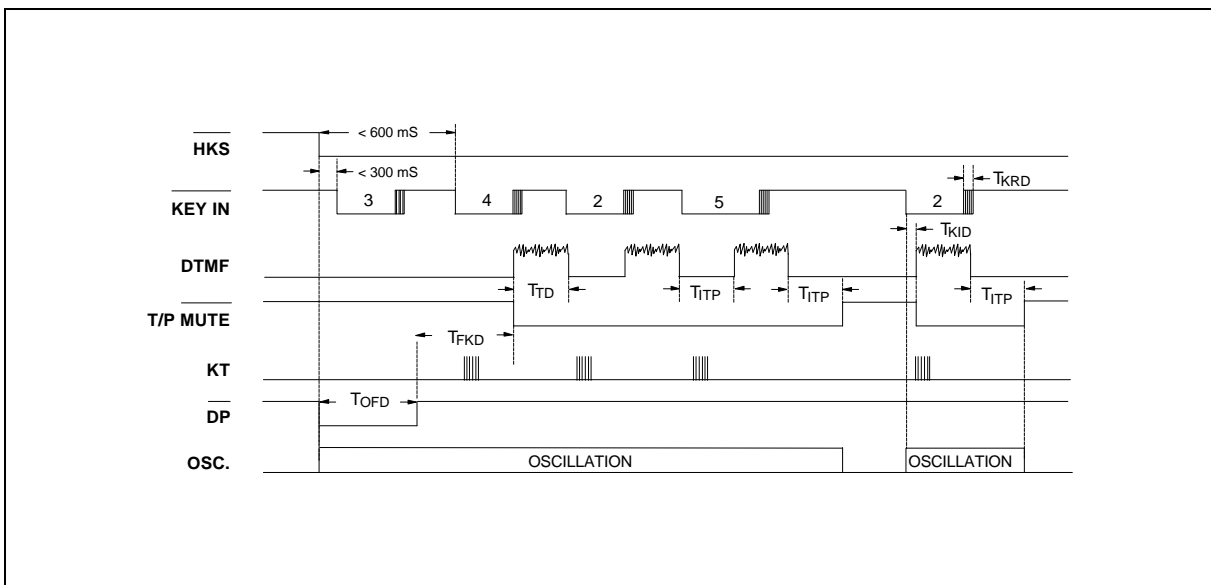 < 600 mS
HKS
< 300 mS
TKRD
KEY IN
3
4
2
5
2
TKID
DTMF
TTD
TITP
TITP
TITP
T/P MUTE
TFKD
KT
TOFD
DP
OSC.
OSCILLATION
OSCILLATION